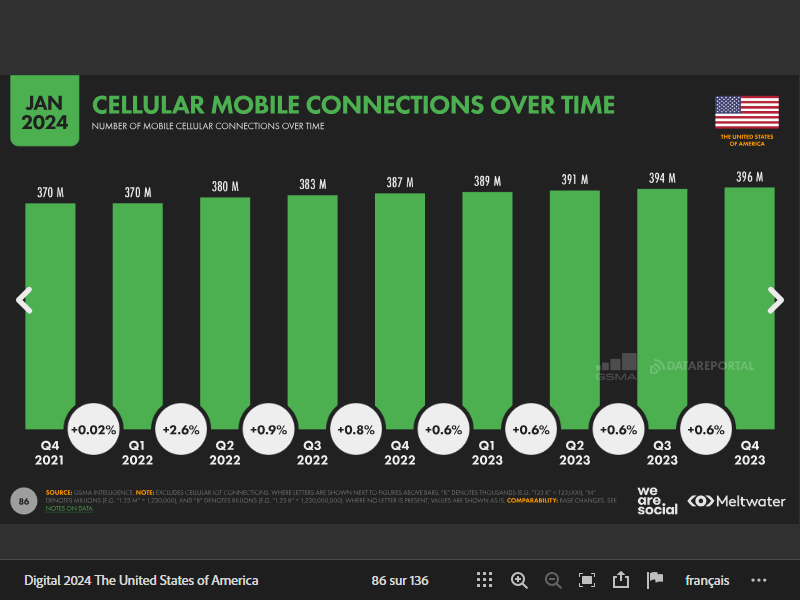 JAN
2024
CELLULAR MOBILE CONNECTIONS OVER TIME
NUMBER OF MOBILE CELLULAR CONNECTIONS OVER TIME
THE UNITED STATES
OF AMERICA
370 M
370 M
380 M
383 M
387 M
389 M
391 M
394 M
396 M
GSMA
DATAREPORTAL
+0.02%
+2.6%
+0.9%
+0.8%
+0.6%
+0.6%
+0.6%
+0.6%
Q4
2021
Q1
2022
Q2
2022
Q3
2022
Q4
2022
Q1
2023
Q2
2023
Q3
2023
Q4
2023
86
SOURCE: GSMA INTELLIGENCE. NOTE: EXCLUDES CELLULAR IOT CONNECTIONS. WHERE LETTERS ARE SHOWN NEXT TO FIGURES ABOVE BARS, "K" DENOTES THOUSANDS (E.G. "123 K" = 123,000), "M"
DENOTES MILLIONS (E.G. "1.23 M" = 1,230,000), AND "B" DENOTES BILLIONS (E.G. "1.23 B" = 1,230,000,000). WHERE NO LETTER IS PRESENT, VALUES ARE SHOWN AS IS. COMPARABILITY: BASE CHANGES. SEE
NOTES ON DATA.
we
are.
social
Meltwater
Digital 2024 The United States of America
86 sur 136
français